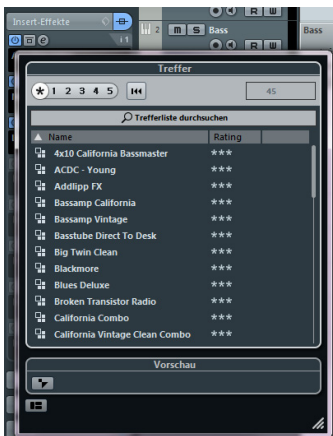 Insert-Effekte
1
2 m S Bass
R W
Bass
R W
Treffer
* 1 2 3 4 5
45
Trefferliste durchsuchen
Name Rating
4x10 California Bassmaster ***
ACDC - Young ***
Addlipp FX ***
Bassamp California ***
Bassamp Vintage ***
Basstube Direct To Desk ***
Big Twin Clean ***
Blackmore ***
Blues Deluxe ***
Broken Transistor Radio ***
California Combo ***
California Vintage Clean Combo ***
Vorschau